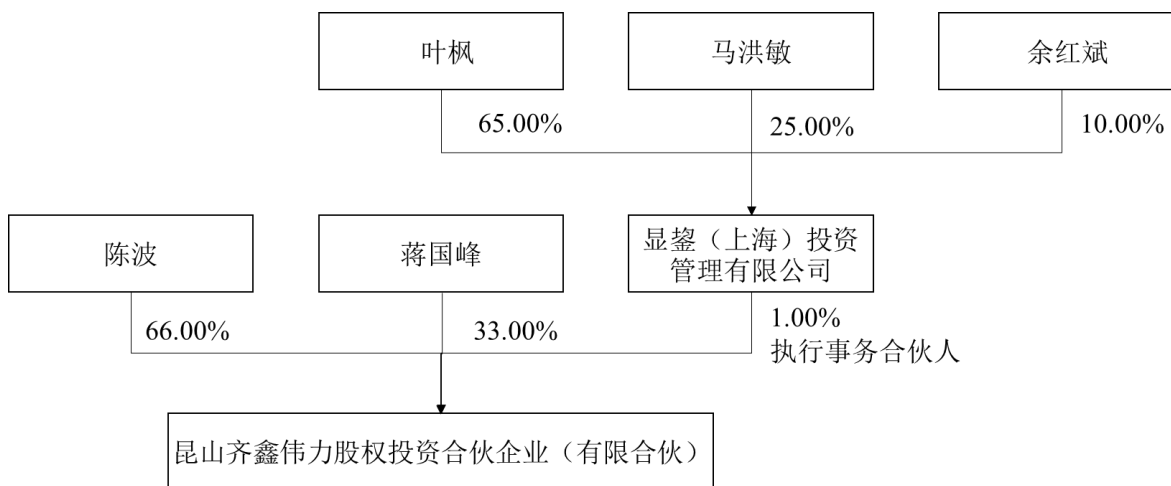 叶枫
马洪敏
余红斌
65.00%
25.00%
10.00%
陈波
蒋国峰
显鋆（上海）投资
管理有限公司
66.00%
33.00%
1.00%
执行事务合伙人
昆山齐鑫伟力股权投资合伙企业（有限合伙）